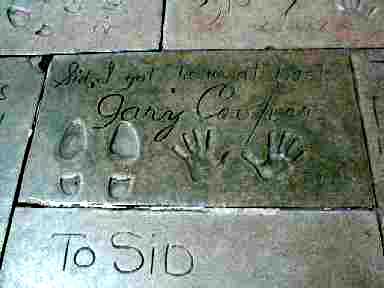 Sid, I got here at last
Gary Cooper
To SiD